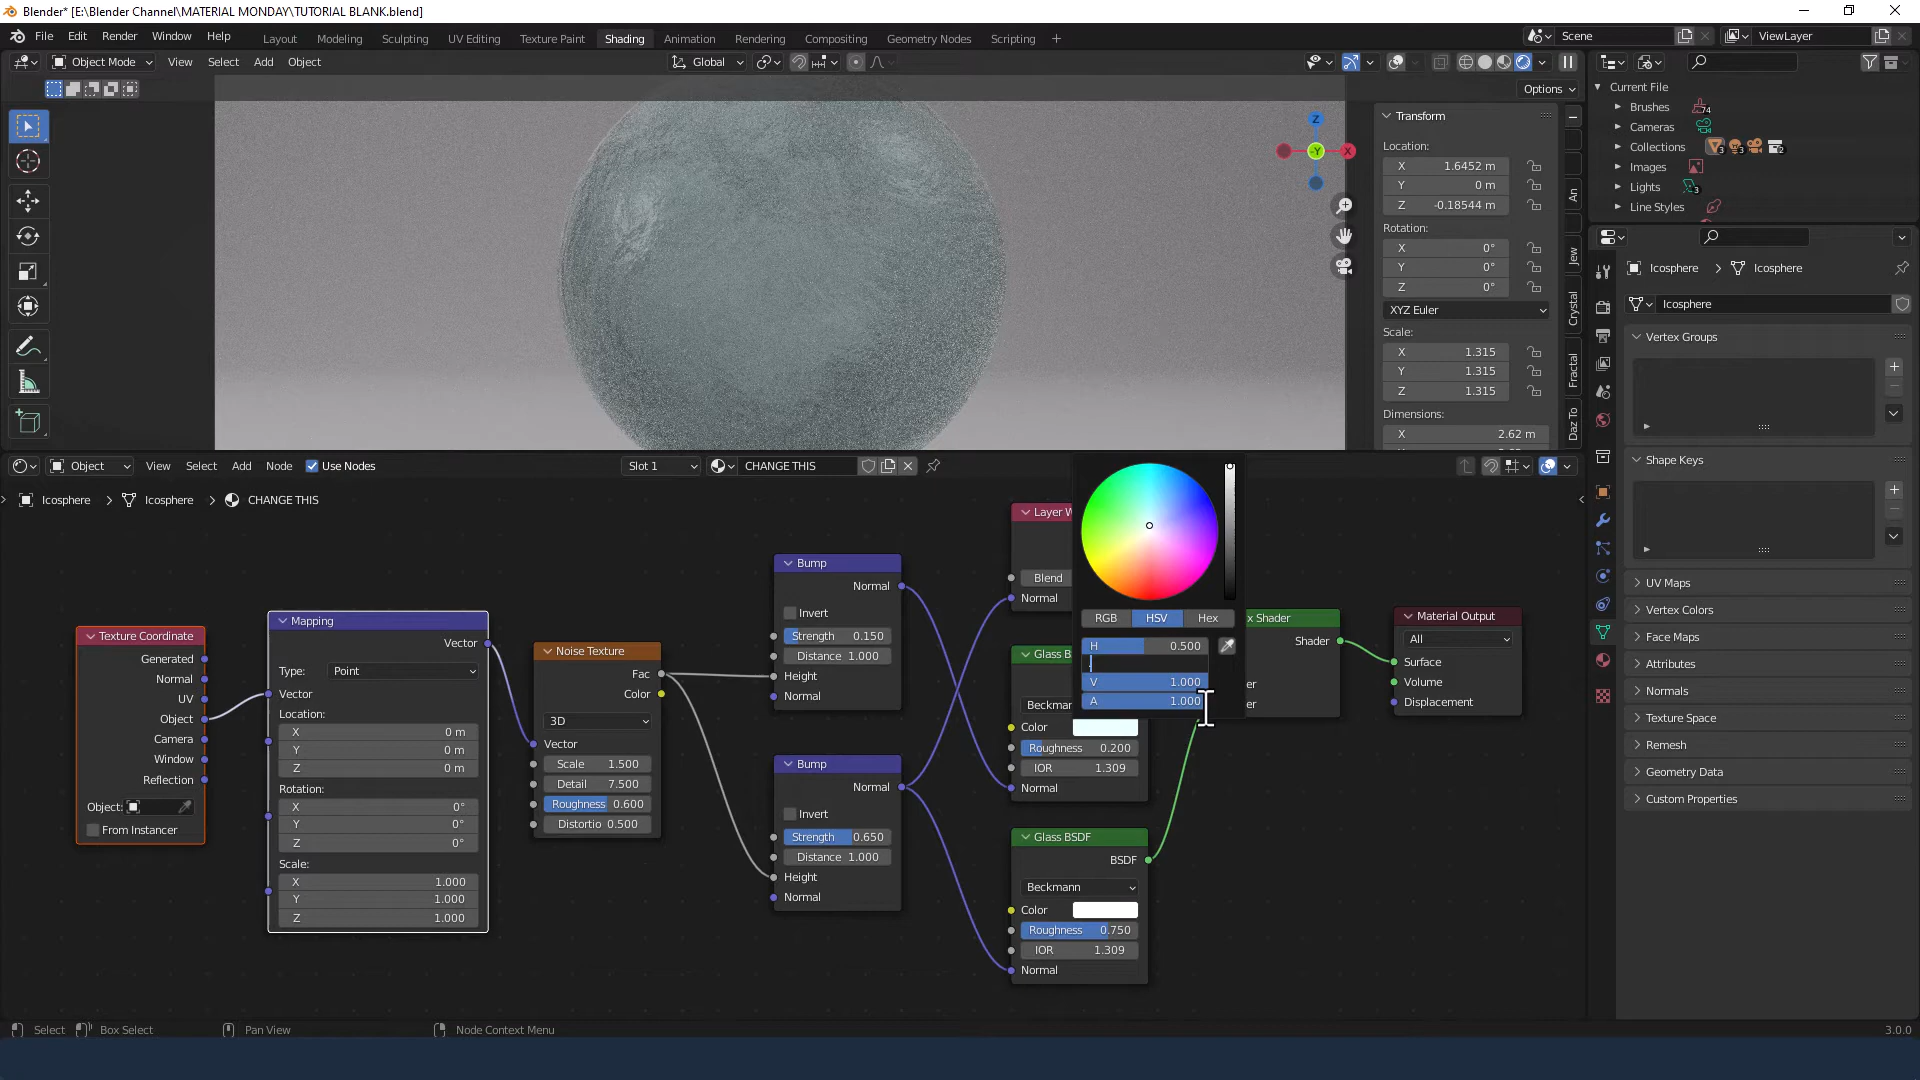 Blender* [E:\Blender Channel\MATERIAL MONDAY\TUTORIAL BLANK.blend]
File Edit Render Window Help
Layout Modeling Sculpting UV Editing Texture Paint Shading Animation Rendering Compositing Geometry Nodes Scripting +
Scene
ViewLayer
Object Mode View Select Add Object
Global
Options
Current File
Brushes
74
Cameras
Collections
3 3 2
Images
Lights
3
Line Styles
Z
-Y
X
Transform
Location:
X 1.6452 m
Y 0 m
Z -0.18544 m
Rotation:
X 0°
Y 0°
Z 0°
XYZ Euler
Scale:
X 1.315
Y 1.315
Z 1.315
Dimensions:
X 2.62 m
An
Jew
Crystal
Fractal
Daz To
Icosphere > Icosphere
Icosphere
Vertex Groups
Shape Keys
UV Maps
Vertex Colors
Face Maps
Attributes
Normals
Texture Space
Remesh
Geometry Data
Custom Properties
Object View Select Add Node Use Nodes
Slot 1
CHANGE THIS
Icosphere > Icosphere > CHANGE THIS
Texture Coordinate
Generated
Normal
UV
Object
Camera
Window
Reflection
Object:
From Instancer
Mapping
Vector
Type: Point
Vector
Location:
X 0 m
Y 0 m
Z 0 m
Rotation:
X 0°
Y 0°
Z 0°
Scale:
X 1.000
Y 1.000
Z 1.000
Noise Texture
Fac
Color
3D
Vector
Scale 1.500
Detail 7.500
Roughness 0.600
Distortio 0.500
Bump
Normal
Invert
Strength 0.150
Distance 1.000
Height
Normal
Bump
Normal
Invert
Strength 0.650
Distance 1.000
Height
Normal
Layer W
Blend
Normal
Glass B
Beckmann
Color
Roughness 0.200
IOR 1.309
Normal
Glass BSDF
BSDF
Beckmann
Color
Roughness 0.750
IOR 1.309
Normal
RGB HSV Hex
H 0.500
.
V 1.000
A 1.000
x Shader
Shader
er
er
Material Output
All
Surface
Volume
Displacement
Select
Box Select
Pan View
Node Context Menu
3.0.0